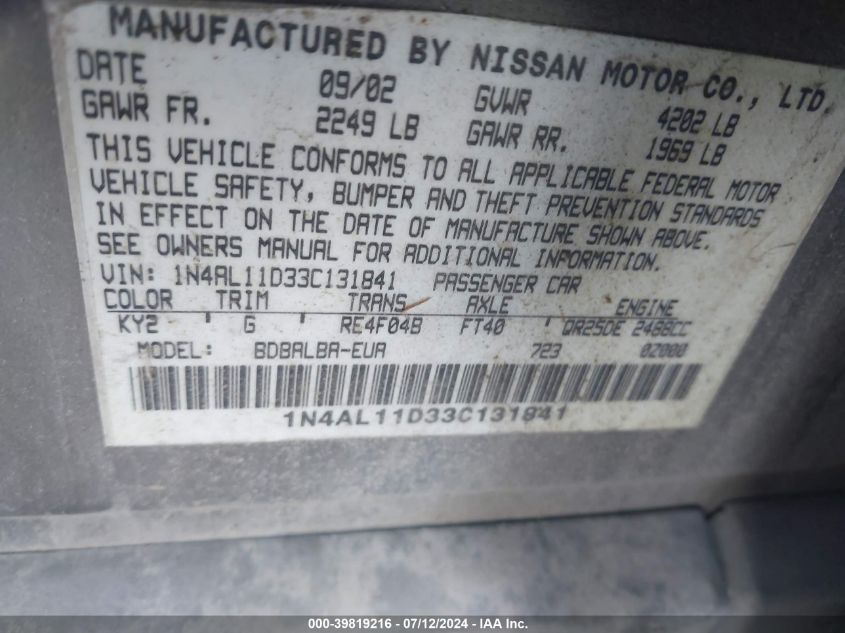 MANUFACTURED BY NISSAN MOTOR CO., LTD.
DATE 09/02 GVWR 4202 LB
GAWR FR. 2249 LB GAWR RR. 1969 LB
THIS VEHICLE CONFORMS TO ALL APPLICABLE FEDERAL MOTOR
VEHICLE SAFETY, BUMPER AND THEFT PREVENTION STANDARDS
IN EFFECT ON THE DATE OF MANUFACTURE SHOWN ABOVE.
SEE OWNERS MANUAL FOR ADDITIONAL INFORMATION.
VIN: 1N4AL11D33C131841 PASSENGER CAR
COLOR TRIM TRANS AXLE ENGINE
KY2 ' G RE4F04B FT40 ' QR25DE 2488CC
MODEL: BDBALBA-EUA 723 0Z000
1N4AL11D33C131841
000-39819216 - 07/12/2024 - IAA Inc.